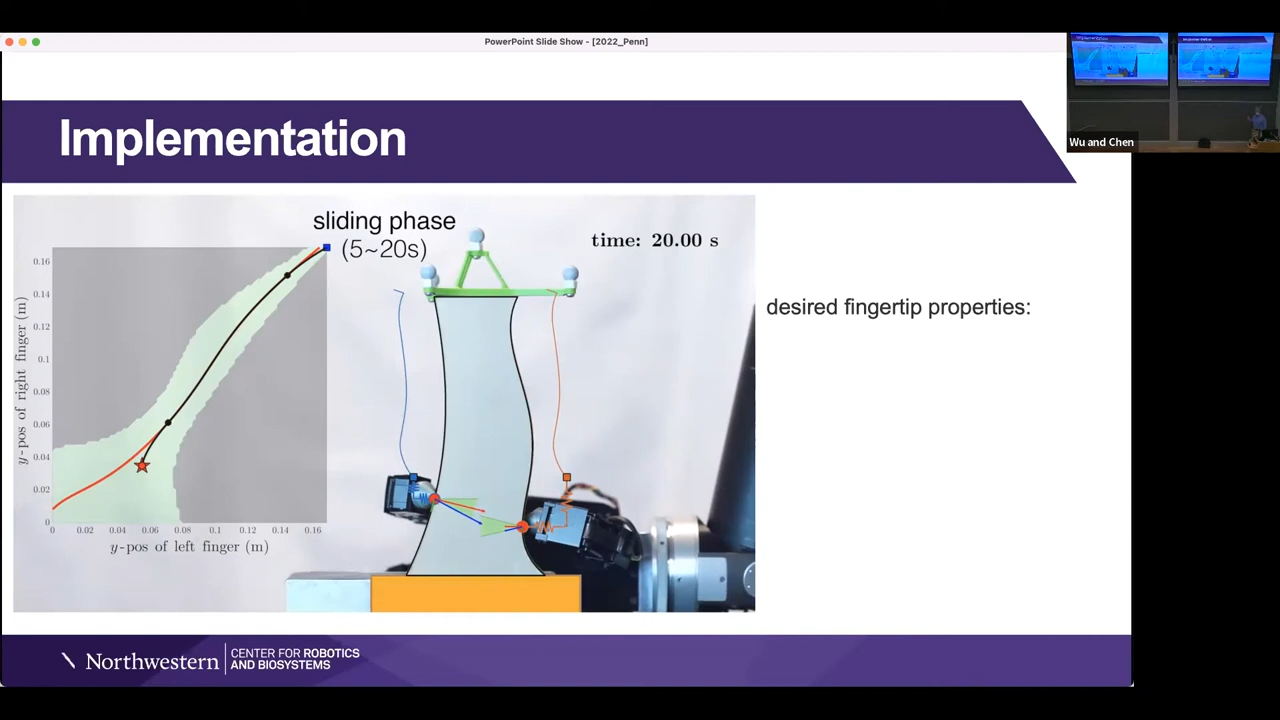 PowerPoint Slide Show - [2022_Penn]
Wu and Chen
Implementation
sliding phase
(5~20s)
time: 20.00 s
desired fingertip properties:
y-pos of right finger (m)
0.16
0.14
0.12
0.1
0.08
0.06
0.04
0.02
0
0 0.02 0.04 0.06 0.08 0.1 0.12 0.14 0.16
y-pos of left finger (m)
Northwestern
CENTER FOR ROBOTICS
AND BIOSYSTEMS